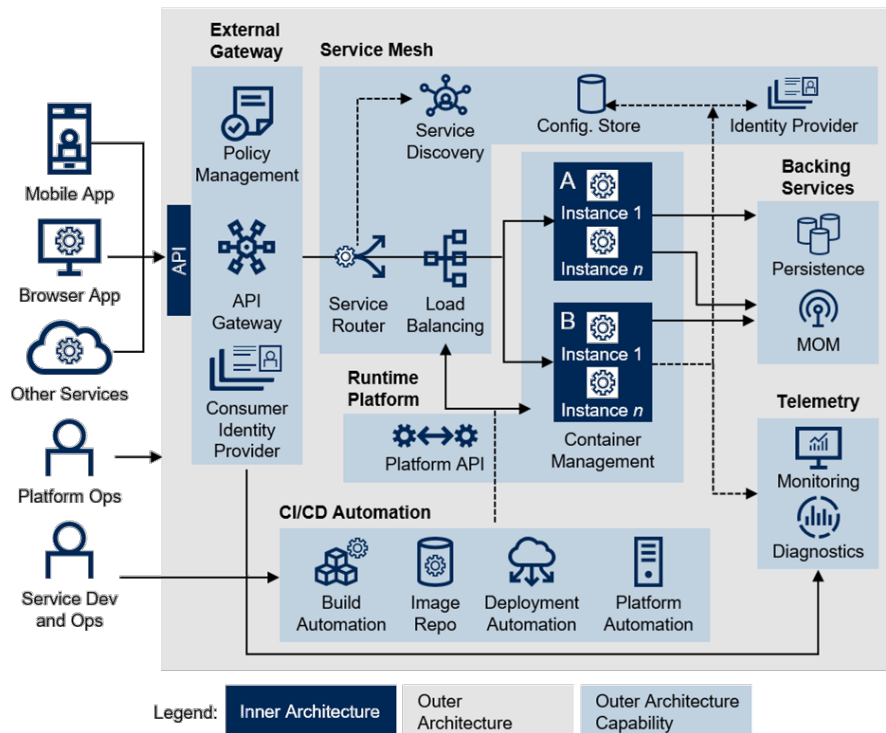 External
Gateway
Service Mesh
Policy
Management
Service
Discovery
Config. Store
Identity Provider
Mobile App
Browser App
Other Services
Platform Ops
Service Dev
and Ops
API
API
Gateway
Consumer
Identity
Provider
Service
Router
Load
Balancing
A
Instance 1
Instance n
B
Instance 1
Instance n
Container
Management
Backing
Services
Persistence
MOM
Runtime
Platform
Platform API
Telemetry
Monitoring
Diagnostics
CI/CD Automation
Build
Automation
Image
Repo
Deployment
Automation
Platform
Automation
Legend:
Inner Architecture
Outer
Architecture
Outer Architecture
Capability